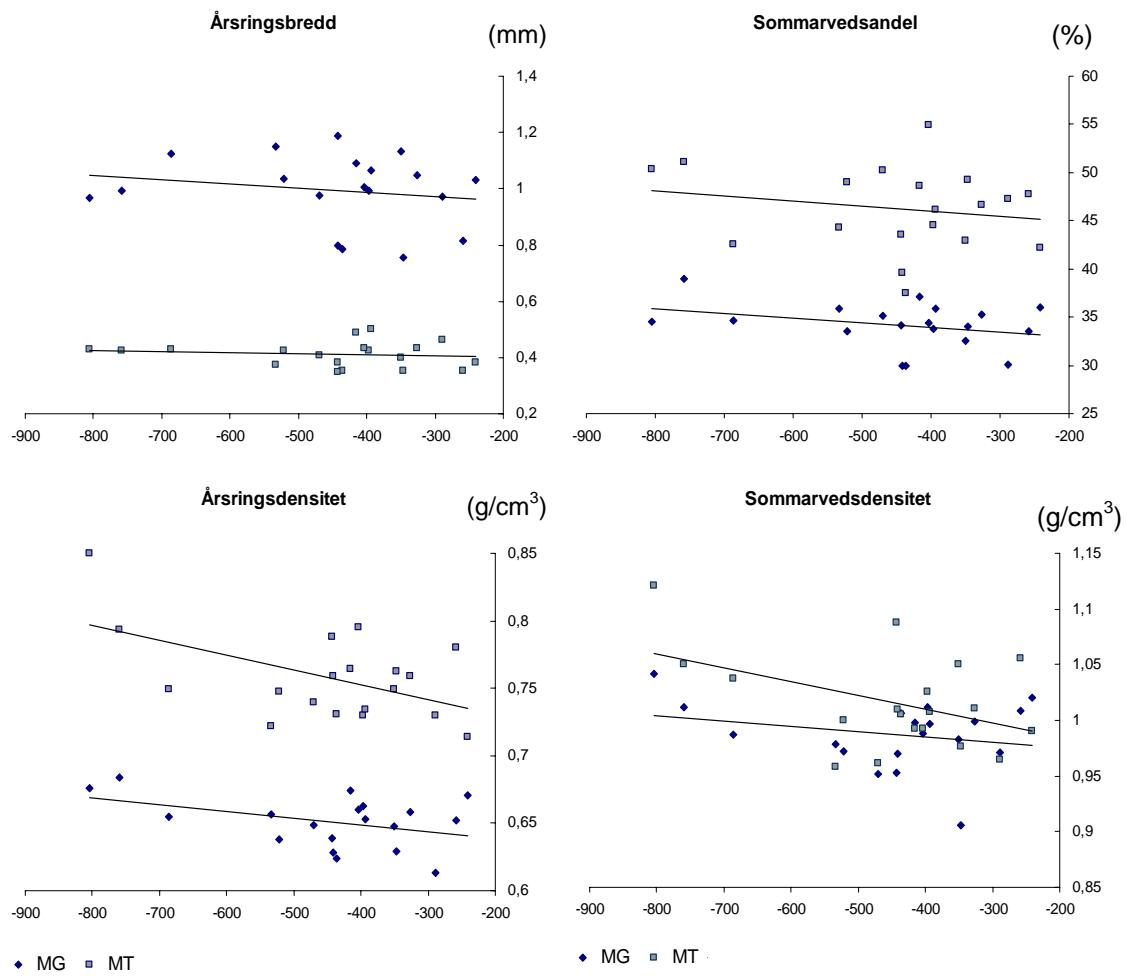 Årsringsbredd
(mm)
1,4
1,2
1
0,8
0,6
0,4
0,2
-900 -800 -700 -600 -500 -400 -300 -200
Sommarvedsandel
(%)
60
55
50
45
40
35
30
25
-900 -800 -700 -600 -500 -400 -300 -200
Årsringsdensitet
(g/cm³)
0,85
0,8
0,75
0,7
0,65
0,6
-900 -800 -700 -600 -500 -400 -300 -200
MG MT
Sommarvedsdensitet
(g/cm³)
1,15
1,1
1,05
1
0,95
0,9
0,85
-900 -800 -700 -600 -500 -400 -300 -200
MG MT